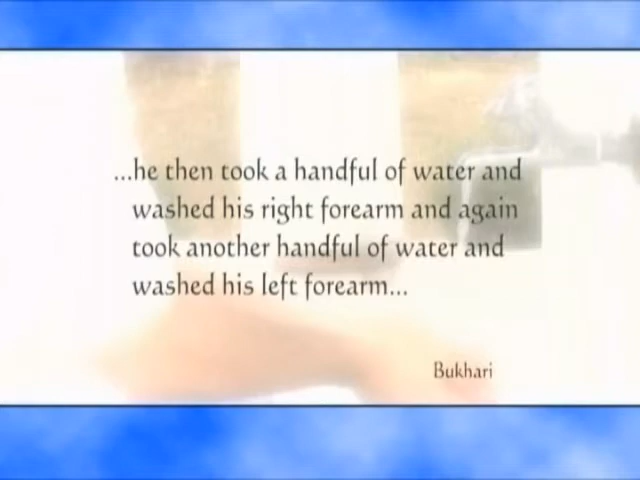 ...he then took a handful of water and
washed his right forearm and again
took another handful of water and
washed his left forearm...
Bukhari